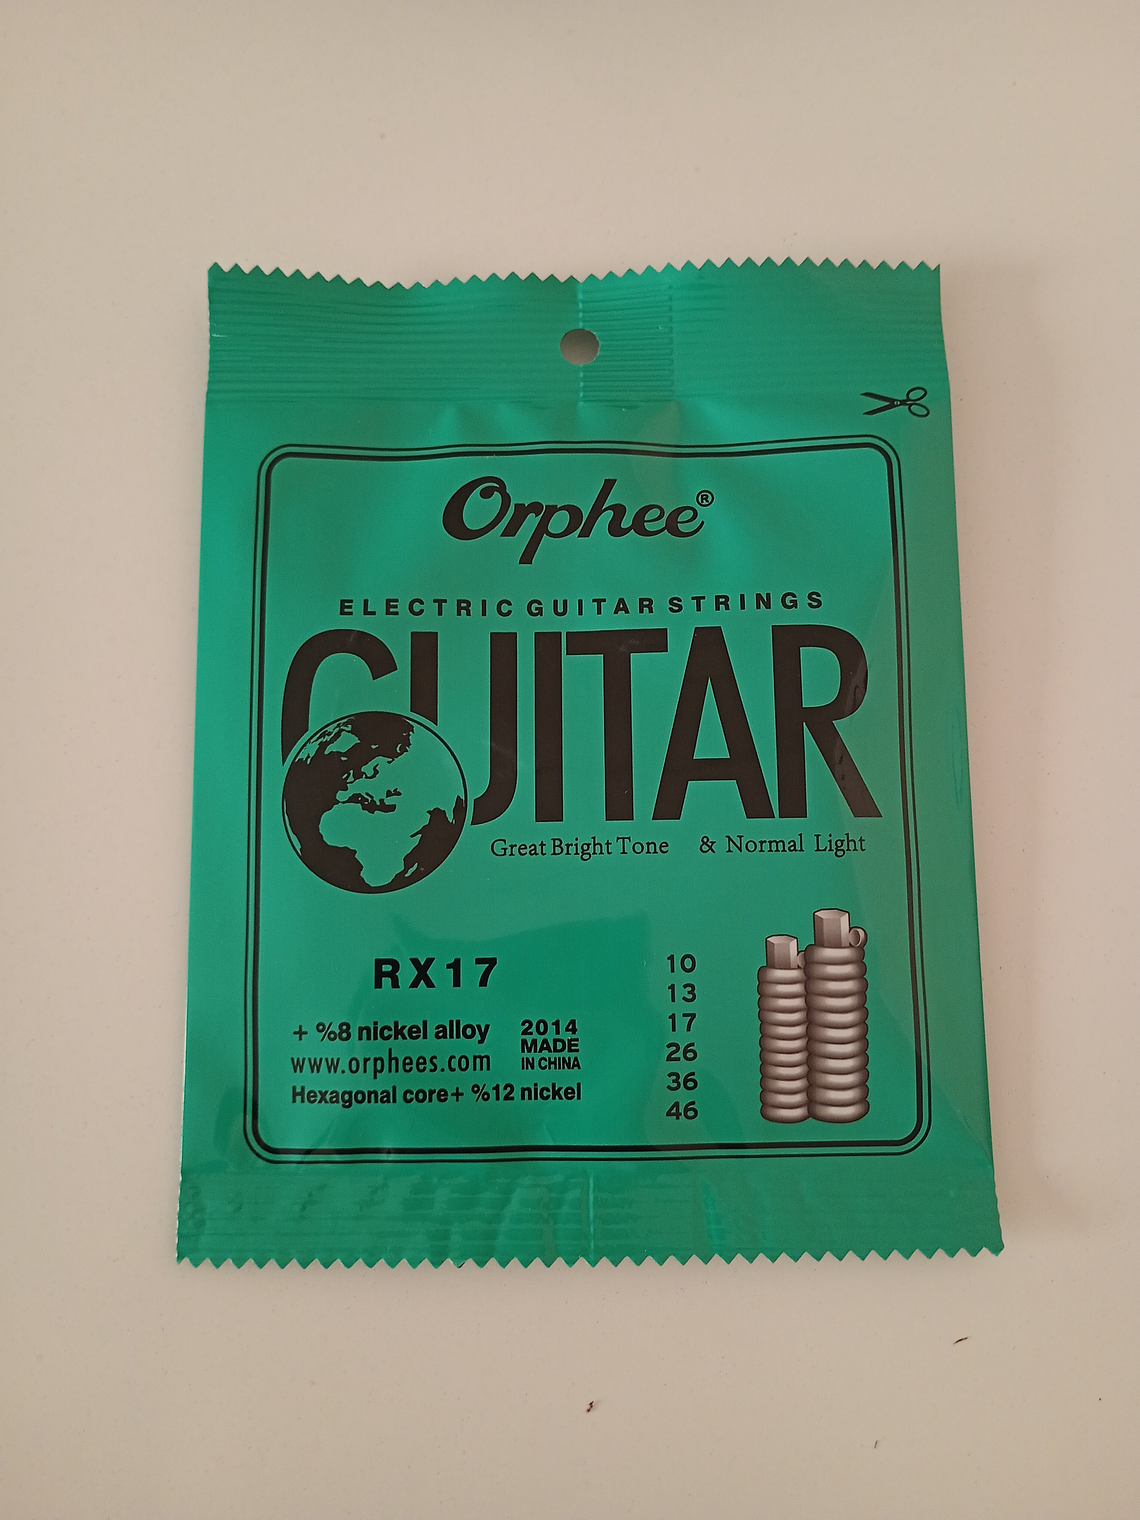 Orphee®
ELECTRIC GUITAR STRINGS
GUITAR
Great Bright Tone & Normal Light
RX17
+ %8 nickel alloy
www.orphees.com
Hexagonal core+ %12 nickel
2014
MADE
IN CHINA
10
13
17
26
36
46